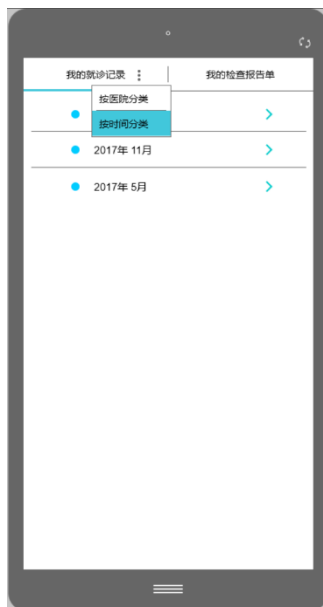 我的就诊记录
我的检查报告单
按医院分类
按时间分类
2017年 11月
2017年 5月